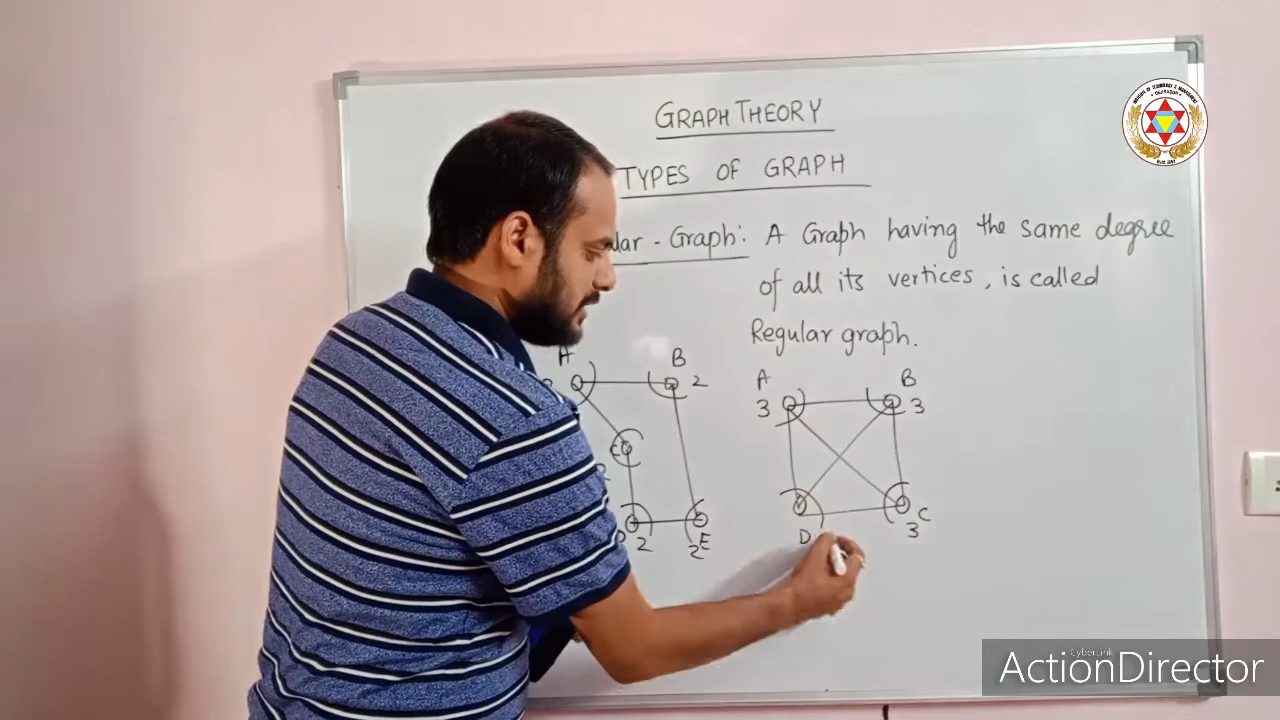 GRAPH THEORY
TYPES OF GRAPH
lar - Graph: A Graph having the same degree
of all its vertices, is called
Regular graph.
A B
2
C
D 2 2 E
A B
3 3
D C
3
CyberLink
ActionDirector